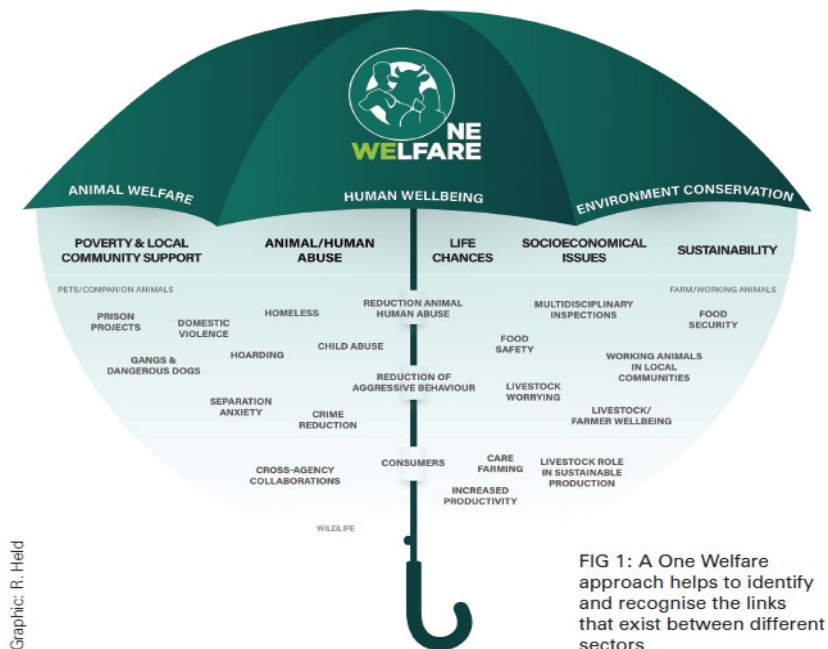 ONE
WELFARE
ANIMAL WELFARE
HUMAN WELLBEING
ENVIRONMENT CONSERVATION
POVERTY & LOCAL
COMMUNITY SUPPORT
ANIMAL/HUMAN
ABUSE
LIFE
CHANCES
SOCIOECONOMICAL
ISSUES
SUSTAINABILITY
PETS/COMPANION ANIMALS
FARM/WORKING ANIMALS
PRISON
PROJECTS
DOMESTIC
VIOLENCE
HOMELESS
REDUCTION ANIMAL
HUMAN ABUSE
MULTIDISCIPLINARY
INSPECTIONS
FOOD
SECURITY
GANGS &
DANGEROUS DOGS
HOARDING
CHILD ABUSE
FOOD
SAFETY
WORKING ANIMALS
IN LOCAL
COMMUNITIES
REDUCTION OF
AGGRESSIVE BEHAVIOUR
LIVESTOCK
WORRYING
SEPARATION
ANXIETY
CRIME
REDUCTION
LIVESTOCK/
FARMER WELLBEING
CROSS-AGENCY
COLLABORATIONS
CONSUMERS
CARE
FARMING
LIVESTOCK ROLE
IN SUSTAINABLE
PRODUCTION
INCREASED
PRODUCTIVITY
WILDLIFE
Graphic: R. Held
FIG 1: A One Welfare
approach helps to identify
and recognise the links
that exist between different
sectors